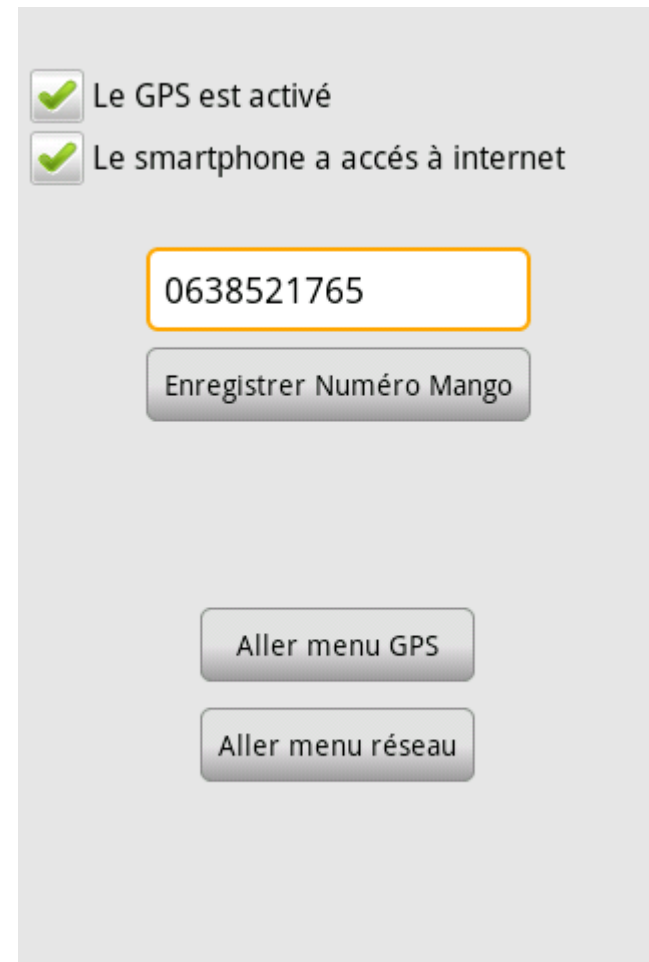 Le GPS est activé
Le smartphone a accés à internet
0638521765
Enregistrer Numéro Mango
Aller menu GPS
Aller menu réseau